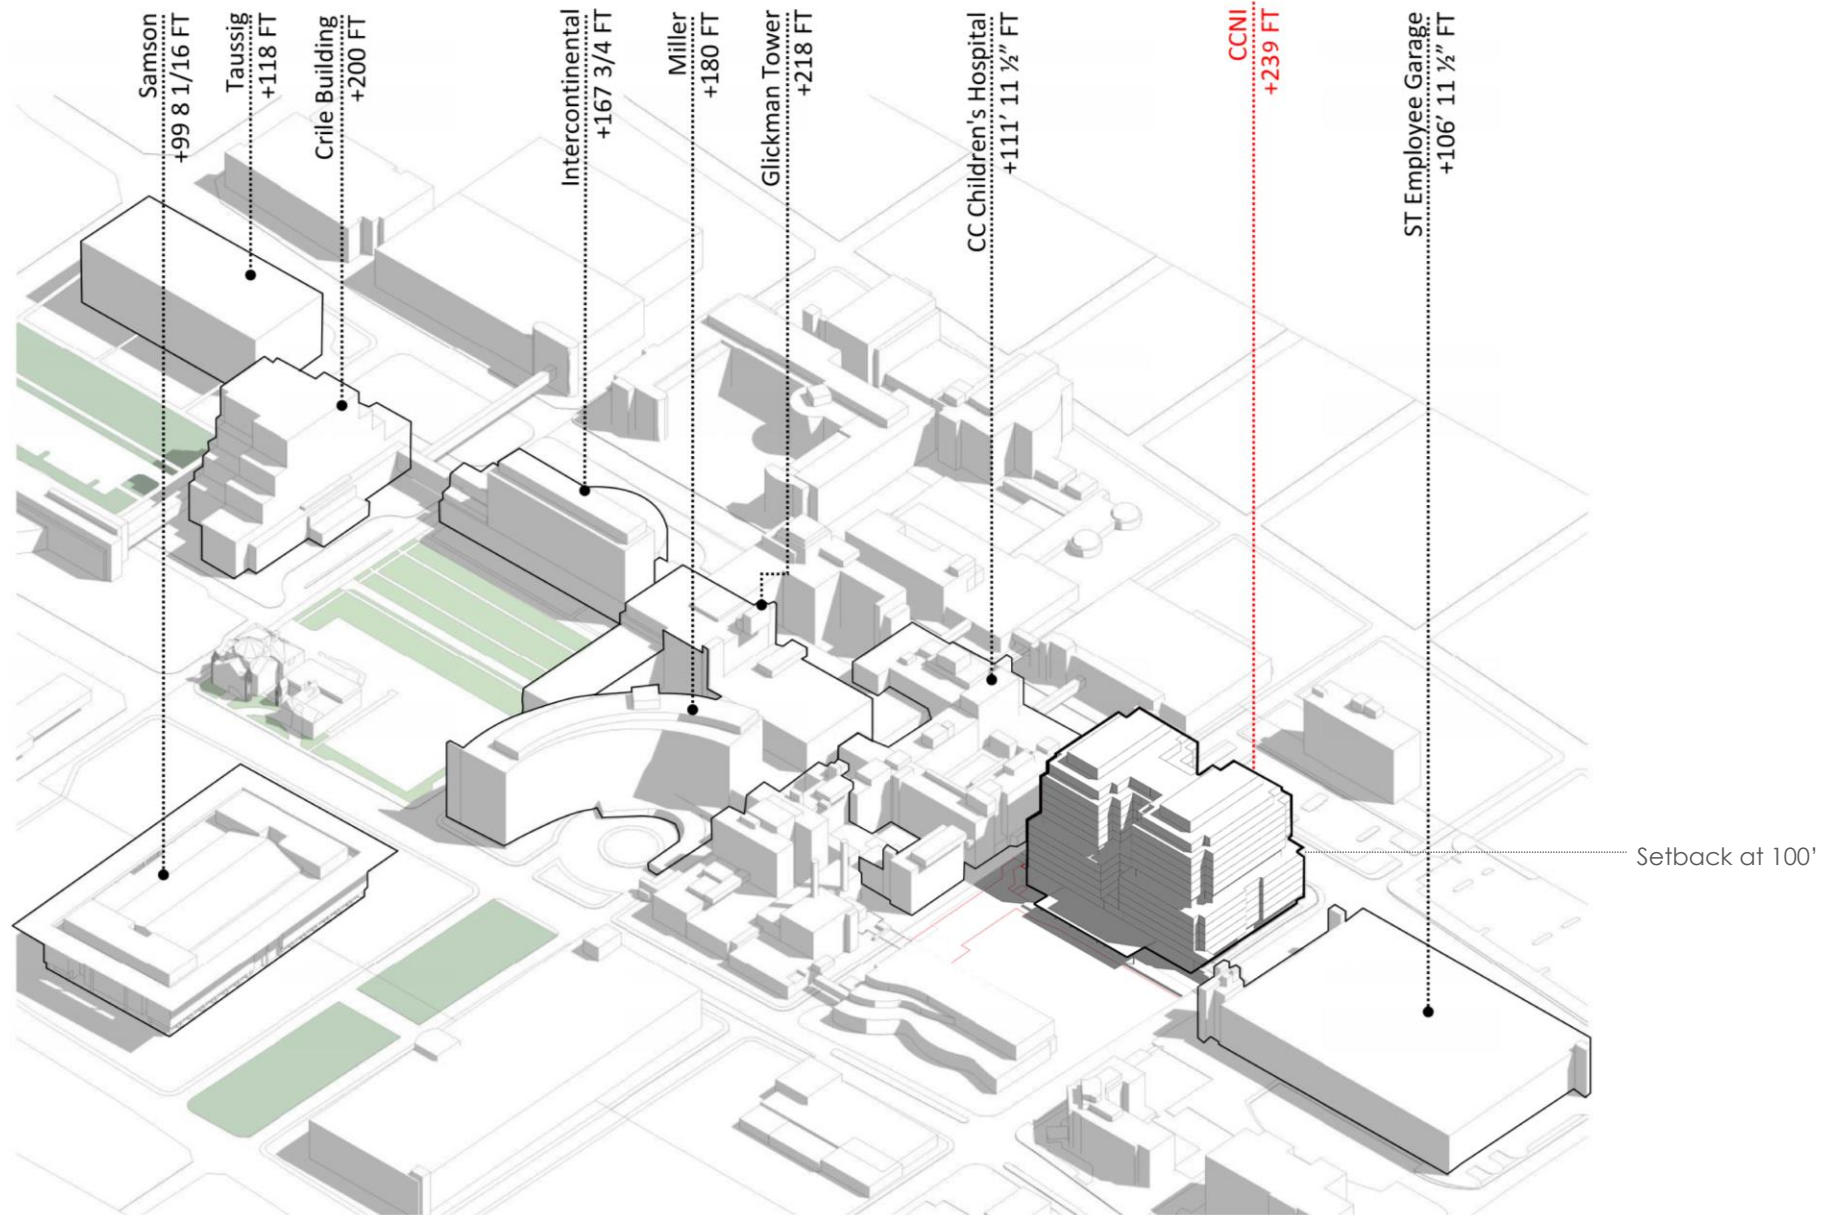 Samson
+99 8 1/16 FT
Taussig
+118 FT
Crile Building
+200 FT
Intercontinental
+167 3/4 FT
Miller
+180 FT
Glickman Tower
+218 FT
CC Children's Hospital
+111' 11 ½" FT
CCNI
+239 FT
ST Employee Garage
+106' 11 ½" FT
Setback at 100'